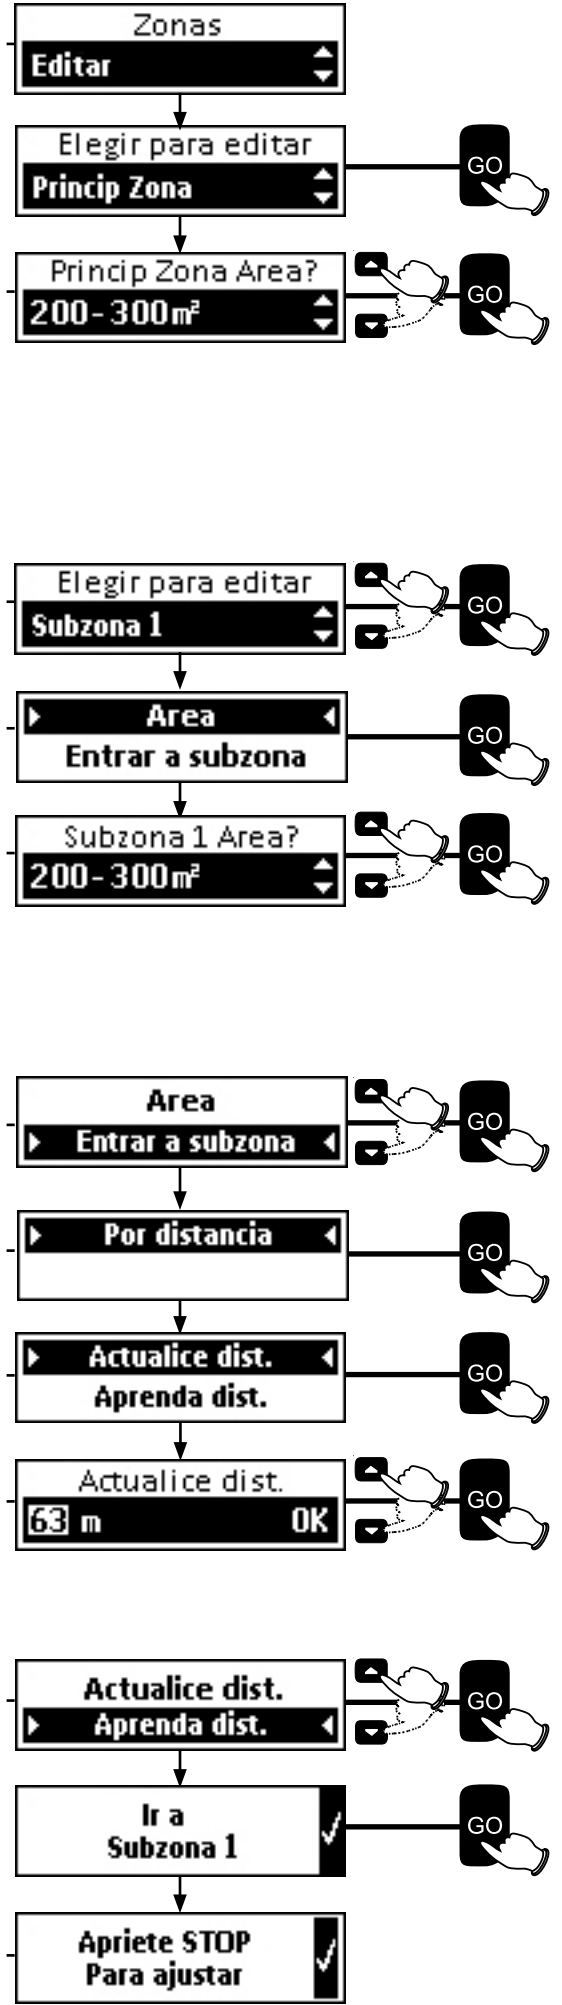 Zonas
Editar
Elegir para editar
Princip Zona
GO
Princip Zona Area?
200-300m²
GO
Elegir para editar
Subzona 1
GO
Area
Entrar a subzona
GO
Subzona 1 Area?
200-300m²
GO
Area
Entrar a subzona
GO
Por distancia
GO
Actualice dist.
Aprenda dist.
GO
Actualice dist.
63 m OK
GO
Actualice dist.
Aprenda dist.
GO
Ir a
Subzona 1
GO
Apriete STOP
Para ajustar